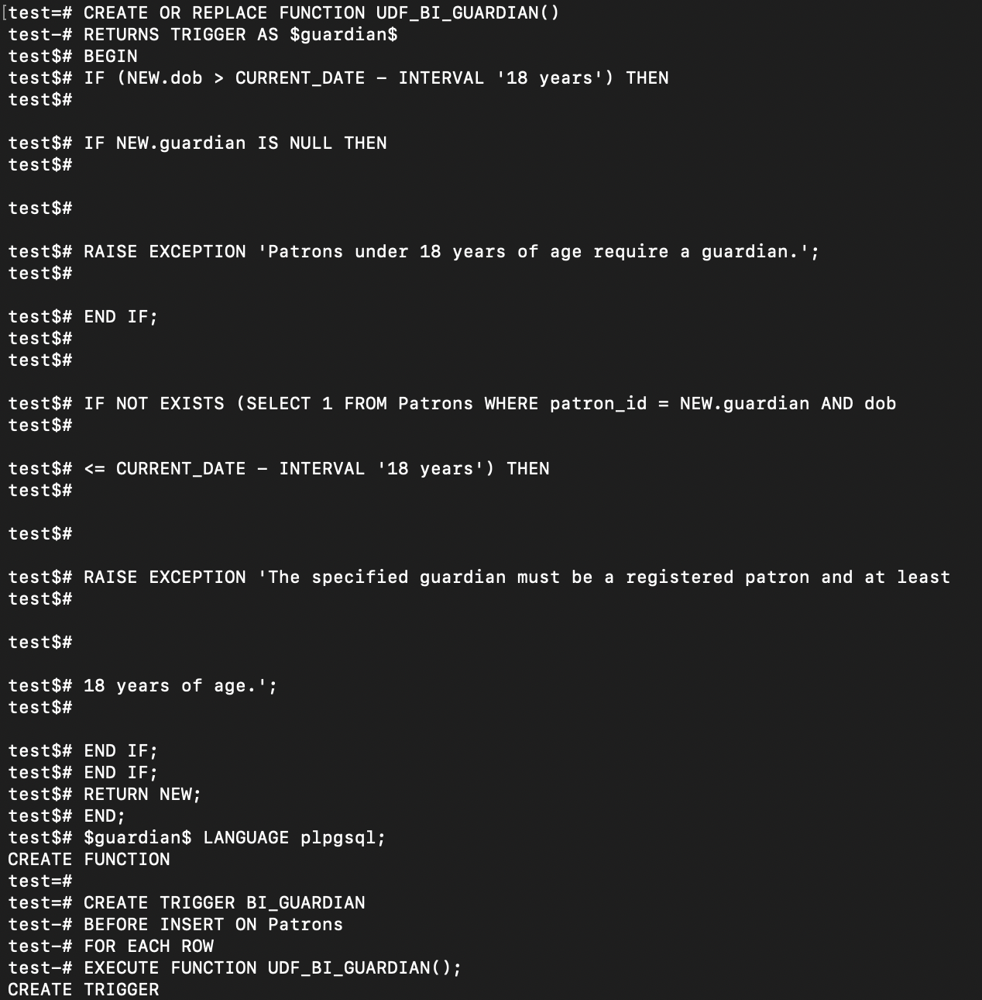 [test=# CREATE OR REPLACE FUNCTION UDF_BI_GUARDIAN()
test-# RETURNS TRIGGER AS $guardian$
test$# BEGIN
test$# IF (NEW.dob > CURRENT_DATE - INTERVAL '18 years') THEN
test$#
test$# IF NEW.guardian IS NULL THEN
test$#
test$#
test$# RAISE EXCEPTION 'Patrons under 18 years of age require a guardian.';
test$#
test$# END IF;
test$#
test$#
test$# IF NOT EXISTS (SELECT 1 FROM Patrons WHERE patron_id = NEW.guardian AND dob
test$#
test$# <= CURRENT_DATE - INTERVAL '18 years') THEN
test$#
test$#
test$# RAISE EXCEPTION 'The specified guardian must be a registered patron and at least
test$#
test$#
test$# 18 years of age.';
test$#
test$# END IF;
test$# END IF;
test$# RETURN NEW;
test$# END;
test$# $guardian$ LANGUAGE plpgsql;
CREATE FUNCTION
test=#
test=# CREATE TRIGGER BI_GUARDIAN
test-# BEFORE INSERT ON Patrons
test-# FOR EACH ROW
test-# EXECUTE FUNCTION UDF_BI_GUARDIAN();
CREATE TRIGGER